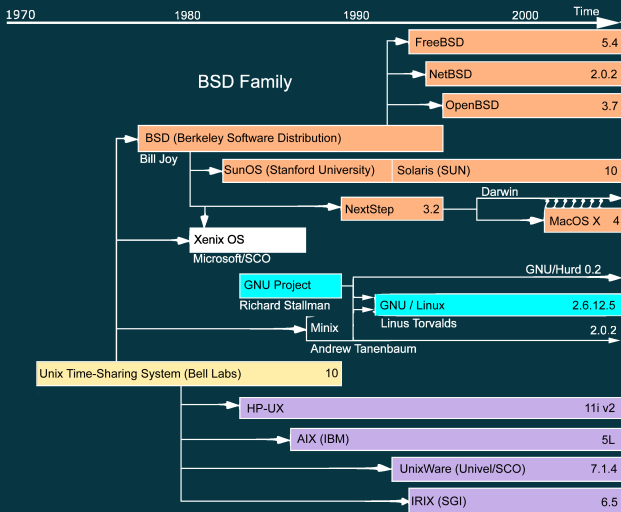 1970 1980 1990 2000 Time
FreeBSD 5.4
NetBSD 2.0.2
BSD Family
OpenBSD 3.7
BSD (Berkeley Software Distribution)
Bill Joy
SunOS (Stanford University) Solaris (SUN) 10
Darwin
NextStep 3.2
MacOS X 4
Xenix OS
Microsoft/SCO
GNU/Hurd 0.2
GNU Project
Richard Stallman
GNU / Linux 2.6.12.5
Linus Torvalds
Minix 2.0.2
Andrew Tanenbaum
Unix Time-Sharing System (Bell Labs) 10
HP-UX 11i v2
AIX (IBM) 5L
UnixWare (Univel/SCO) 7.1.4
IRIX (SGI) 6.5